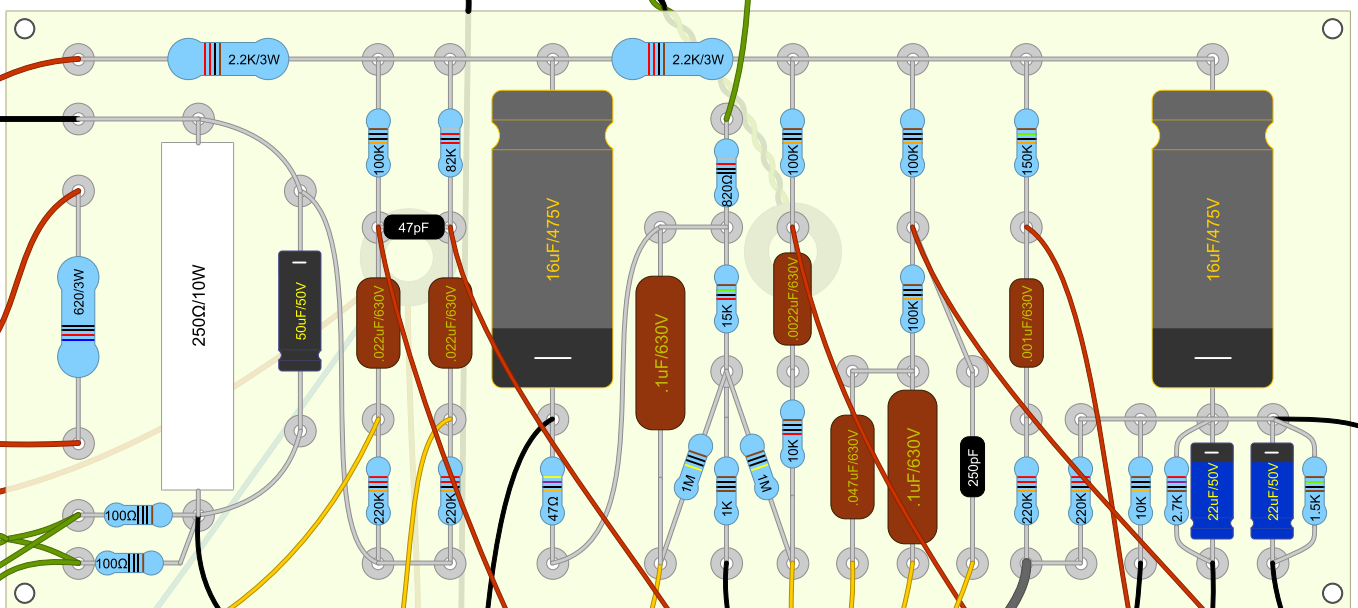 2.2K/3W
2.2K/3W
100K
82K
820Ω
100K
100K
150K
47pF
620/3W
250Ω/10W
50uF/50V
.022uF/630V
.022uF/630V
16uF/475V
.1uF/630V
15K
.0022uF/630V
100K
.001uF/630V
16uF/475V
100Ω
100Ω
220K
220K
47Ω
1M
1K
1M
10K
.047uF/630V
.1uF/630V
250pF
220K
220K
10K
2.7K
22uF/50V
22uF/50V
1.5K